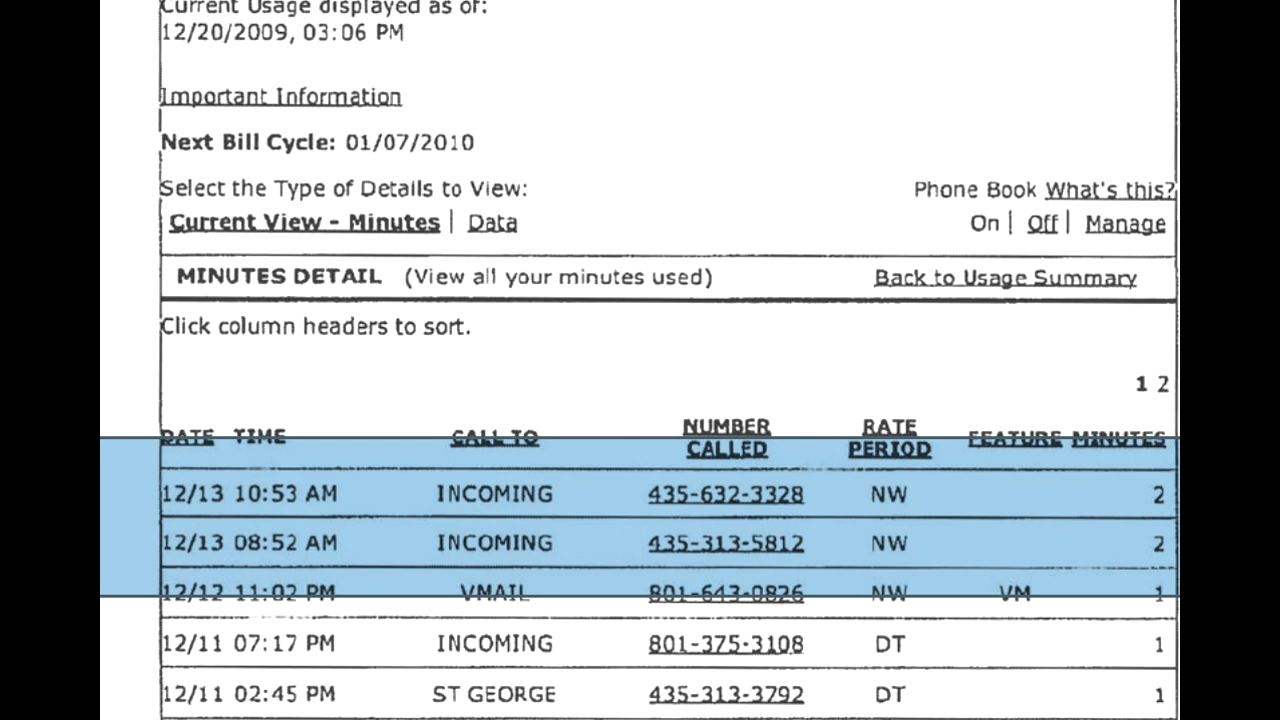 Current Usage displayed as of:
12/20/2009, 03:06 PM
Important Information
Next Bill Cycle: 01/07/2010
Select the Type of Details to View: Phone Book What's this?
Current View - Minutes | Data On | Off | Manage
MINUTES DETAIL (View all your minutes used) Back to Usage Summary
Click column headers to sort.
1 2
DATE TIME CALL TO NUMBER CALLED RATE PERIOD FEATURE MINUTES
12/13 10:53 AM INCOMING 435-632-3328 NW 2
12/13 08:52 AM INCOMING 435-313-5812 NW 2
12/12 11:02 PM VMAIL 801-643-0826 NW VM 1
12/11 07:17 PM INCOMING 801-375-3108 DT 1
12/11 02:45 PM ST GEORGE 435-313-3792 DT 1